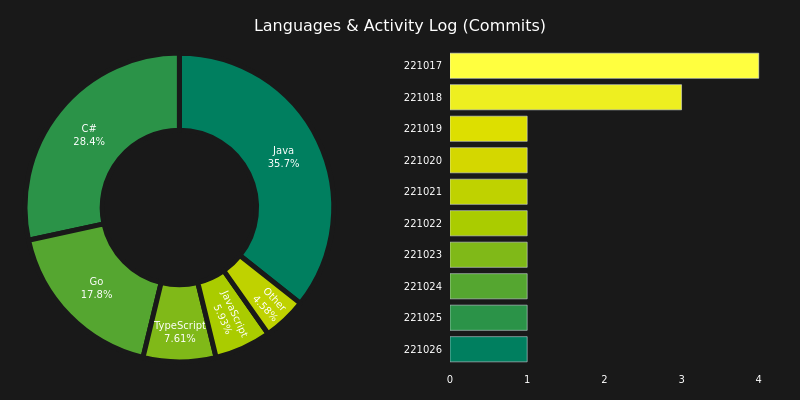 Languages & Activity Log (Commits)
Java
35.7%
C#
28.4%
Go
17.8%
TypeScript
7.61%
JavaScript
5.93%
Other
4.58%
221017
221018
221019
221020
221021
221022
221023
221024
221025
221026
0 1 2 3 4